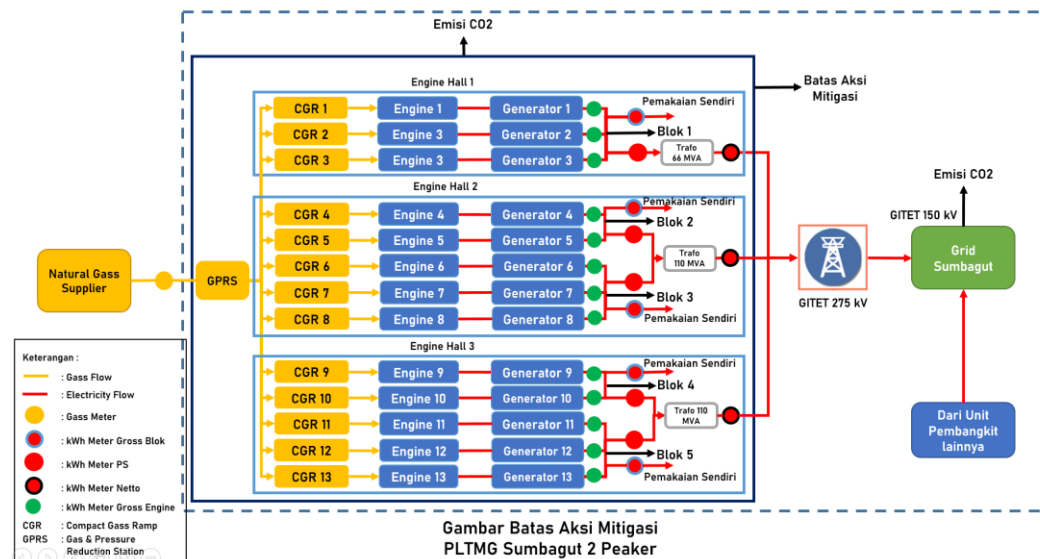 Emisi CO2
Batas Aksi
Mitigasi
Engine Hall 1
CGR 1
Engine 1
Generator 1
Pemakaian Sendiri
CGR 2
Engine 3
Generator 2
Blok 1
CGR 3
Engine 3
Generator 3
Trafo
66 MVA
Engine Hall 2
CGR 4
Engine 4
Generator 4
Pemakaian Sendiri
Blok 2
CGR 5
Engine 5
Generator 5
CGR 6
Engine 6
Generator 6
Trafo
110 MVA
CGR 7
Engine 7
Generator 7
Blok 3
CGR 8
Engine 8
Generator 8
Pemakaian Sendiri
Engine Hall 3
CGR 9
Engine 9
Generator 9
Pemakaian Sendiri
Blok 4
CGR 10
Engine 10
Generator 10
CGR 11
Engine 11
Generator 11
Trafo 110
MVA
CGR 12
Engine 12
Generator 12
Blok 5
CGR 13
Engine 13
Generator 13
Pemakaian Sendiri
Natural Gass
Supplier
GPRS
GITET 275 kV
Emisi CO2
GITET 150 kV
Grid
Sumbagut
Dari Unit
Pembangkit
lainnya
Keterangan :
: Gass Flow
: Electricity Flow
: Gass Meter
: kWh Meter Gross Blok
: kWh Meter PS
: kWh Meter Netto
: kWh Meter Gross Engine
CGR : Compact Gass Ramp
GPRS : Gas & Pressure
Reduction Station
Gambar Batas Aksi Mitigasi
PLTMG Sumbagut 2 Peaker